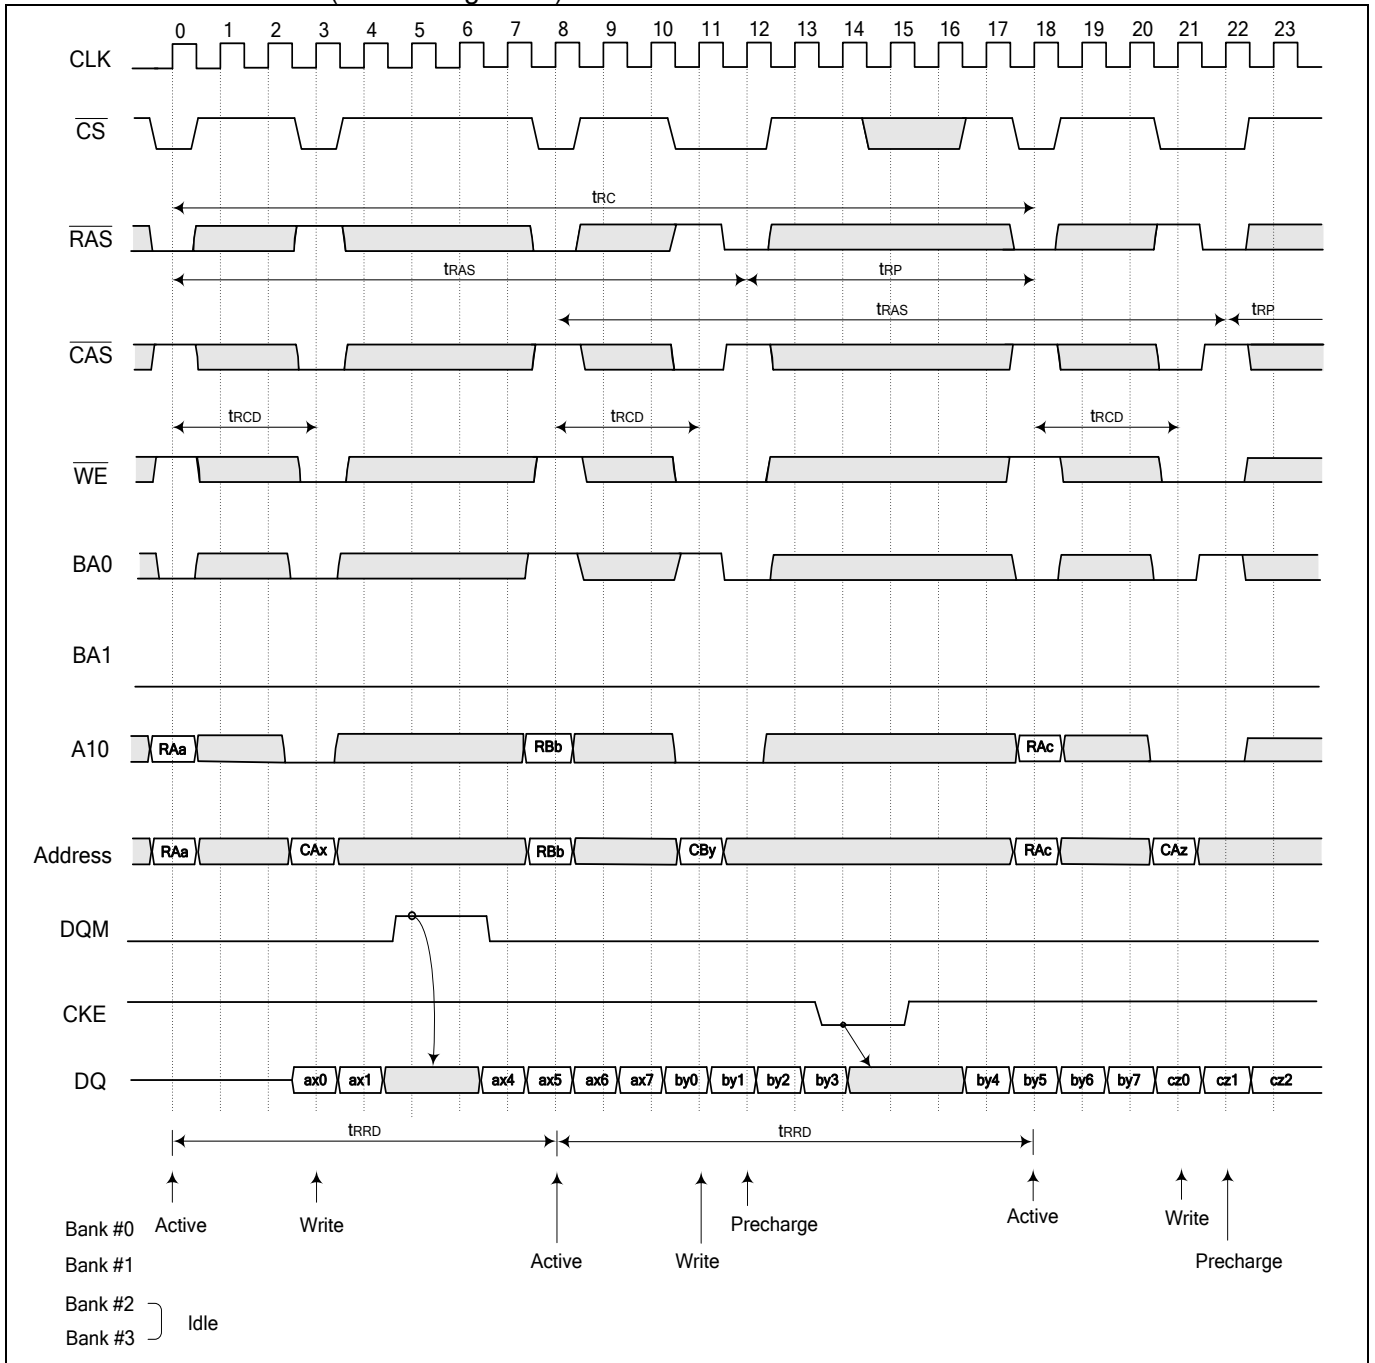 0 1 2 3 4 5 6 7 8 9 10 11 12 13 14 15 16 17 18 19 20 21 22 23
CLK
CS
tRC
RAS
tRAS tRP
tRAS tRP
CAS
tRCD tRCD tRCD
WE
BA0
BA1
A10 RAa RBb RAc
Address RAa CAx RBb CBy RAc CAz
DQM
CKE
DQ ax0 ax1 ax4 ax5 ax6 ax7 by0 by1 by2 by3 by4 by5 by6 by7 cz0 cz1 cz2
tRRD tRRD
Bank #0 Active Write Precharge Active Write
Bank #1 Active Write Precharge
Bank #2
Idle
Bank #3